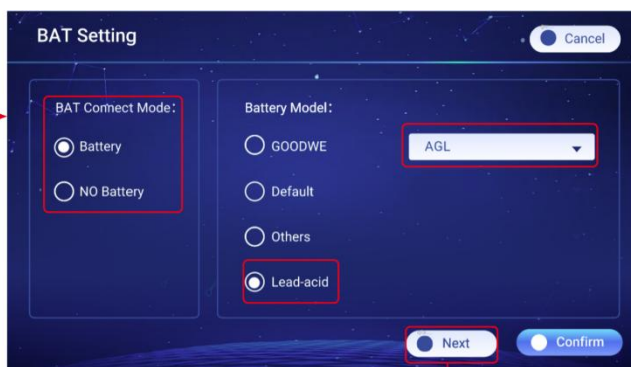 BAT Setting
Cancel
BAT Connect Mode:
Battery
NO Battery
Battery Model:
GOODWE
AGL
Default
Others
Lead-acid
Next
Confirm